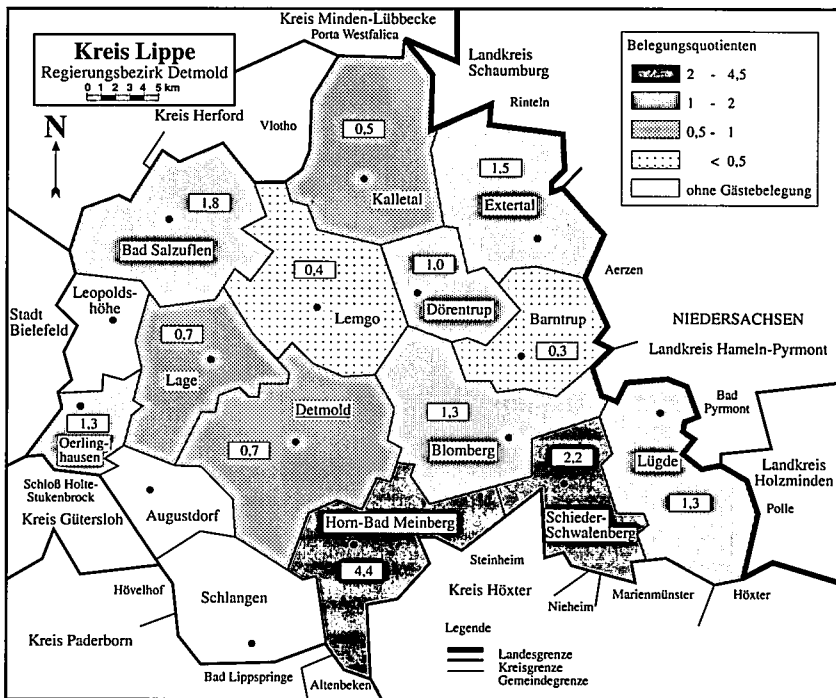 Kreis Lippe
Regierungsbezirk Detmold
0 1 2 3 4 5 km
N
Kreis Minden-Lübbecke
Porta Westfalica
Landkreis
Schaumburg
Rinteln
Kreis Herford
Vlotho
Belegungsquotienten
2 - 4,5
1 - 2
0,5 - 1
< 0,5
ohne Gästebelegung
0,5
Kalletal
1,5
Extertal
1,8
Bad Salzuflen
0,4
Lemgo
1,0
Dörentrup
Aerzen
Barntrup
0,3
Stadt
Bielefeld
Leopolds-
höhe
0,7
Lage
NIEDERSACHSEN
Landkreis Hameln-Pyrmont
Detmold
0,7
1,3
Blomberg
Bad
Pyrmont
1,3
Oerling-
hausen
2,2
Schieder-
Schwalenberg
Lügde
1,3
Landkreis
Holzminden
Polle
Schloß Holte-
Stukenbrock
Kreis Gütersloh
Augustdorf
Horn-Bad Meinberg
4,4
Steinheim
Kreis Höxter
Nieheim
Marienmünster
Höxter
Hövelhof
Schlangen
Kreis Paderborn
Bad Lippspringe
Altenbeken
Legende
Landesgrenze
Kreisgrenze
Gemeindegrenze